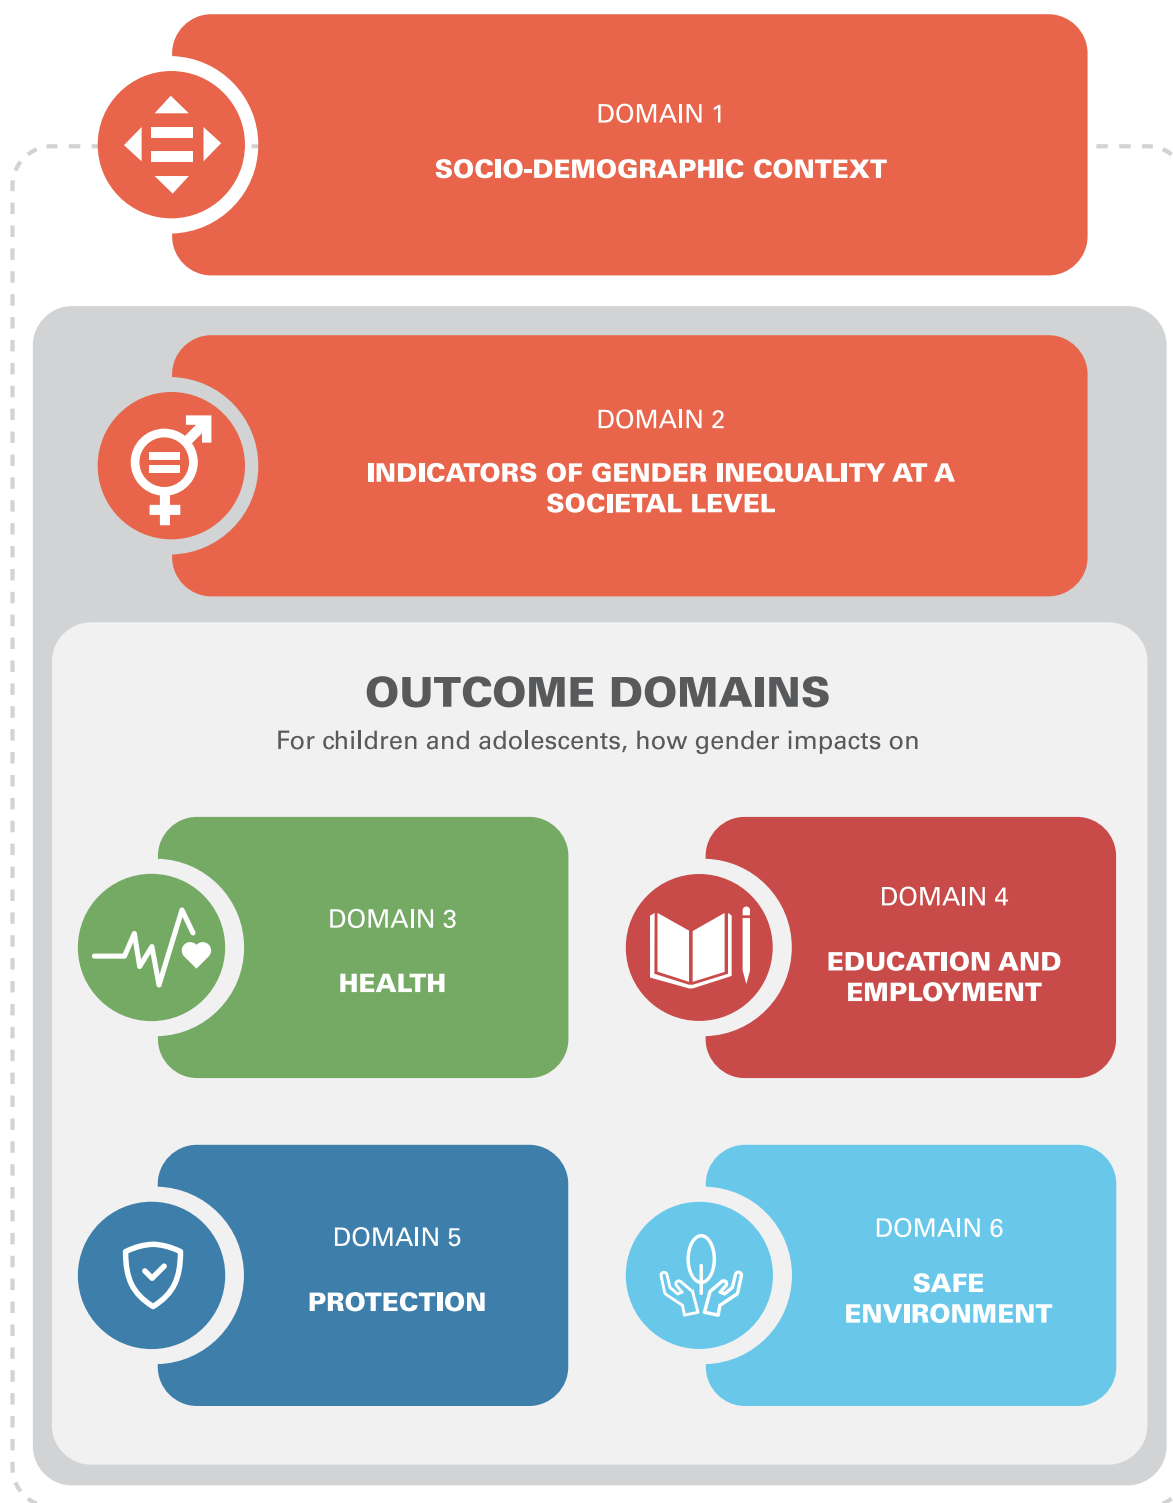 DOMAIN 1
SOCIO-DEMOGRAPHIC CONTEXT
DOMAIN 2
INDICATORS OF GENDER INEQUALITY AT A
SOCIETAL LEVEL
OUTCOME DOMAINS
For children and adolescents, how gender impacts on
DOMAIN 3
HEALTH
DOMAIN 4
EDUCATION AND
EMPLOYMENT
DOMAIN 5
PROTECTION
DOMAIN 6
SAFE
ENVIRONMENT